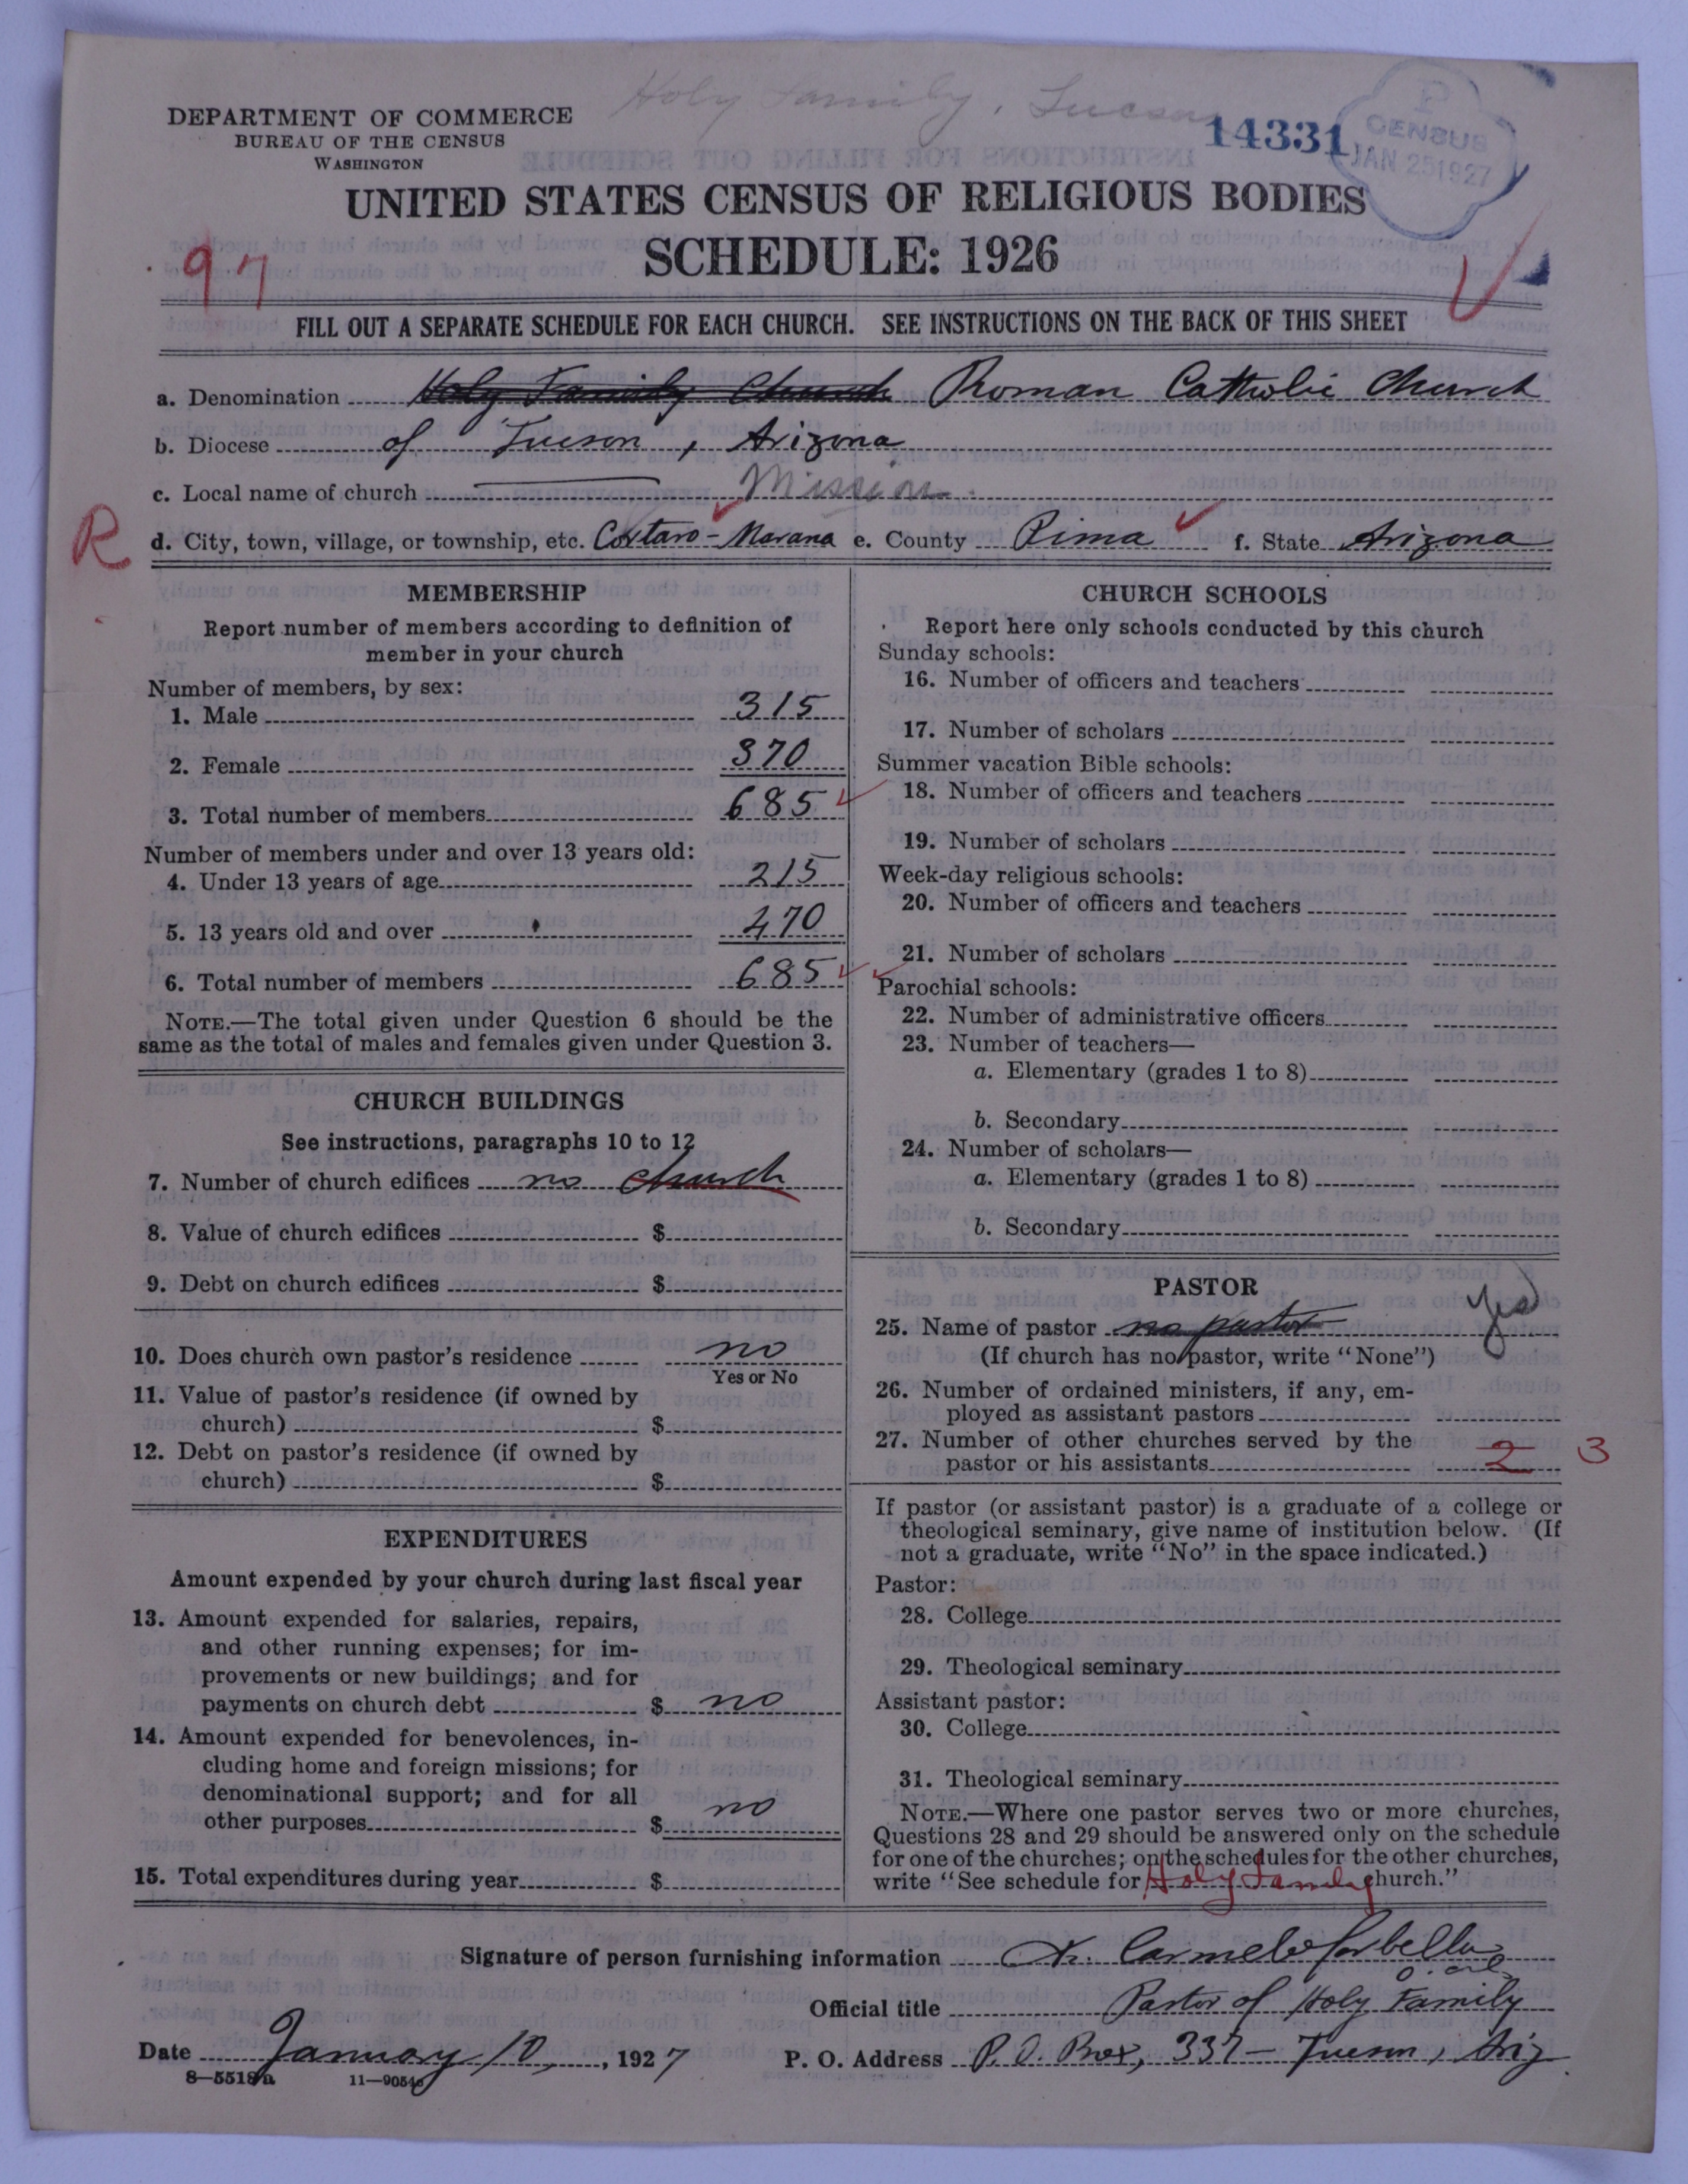 Holy Family, Tucson
DEPARTMENT OF COMMERCE
BUREAU OF THE CENSUS
WASHINGTON
14331
P
CENSUS
JAN 25 1927
UNITED STATES CENSUS OF RELIGIOUS BODIES
SCHEDULE: 1926
97
FILL OUT A SEPARATE SCHEDULE FOR EACH CHURCH. SEE INSTRUCTIONS ON THE BACK OF THIS SHEET
a. Denomination Holy Family Church Roman Catholic Church
b. Diocese of Tucson, Arizona
c. Local name of church Mission
R
d. City, town, village, or township, etc. Cortaro - Marana e. County Pima f. State Arizona
MEMBERSHIP
Report number of members according to definition of
member in your church
Number of members, by sex:
1. Male 315
2. Female 370
3. Total number of members 685
Number of members under and over 13 years old:
4. Under 13 years of age 215
5. 13 years old and over 470
6. Total number of members 685
NOTE.—The total given under Question 6 should be the
same as the total of males and females given under Question 3.
CHURCH BUILDINGS
See instructions, paragraphs 10 to 12
7. Number of church edifices no church
8. Value of church edifices $
9. Debt on church edifices $
10. Does church own pastor's residence no
Yes or No
11. Value of pastor's residence (if owned by
church) $
12. Debt on pastor's residence (if owned by
church) $
EXPENDITURES
Amount expended by your church during last fiscal year
13. Amount expended for salaries, repairs,
and other running expenses; for im-
provements or new buildings; and for
payments on church debt $ no
14. Amount expended for benevolences, in-
cluding home and foreign missions; for
denominational support; and for all
other purposes $ no
15. Total expenditures during year $
CHURCH SCHOOLS
Report here only schools conducted by this church
Sunday schools:
16. Number of officers and teachers
17. Number of scholars
Summer vacation Bible schools:
18. Number of officers and teachers
19. Number of scholars
Week-day religious schools:
20. Number of officers and teachers
21. Number of scholars
Parochial schools:
22. Number of administrative officers
23. Number of teachers—
a. Elementary (grades 1 to 8)
b. Secondary
24. Number of scholars—
a. Elementary (grades 1 to 8)
b. Secondary
PASTOR
yes
25. Name of pastor no pastor
(If church has no pastor, write "None")
26. Number of ordained ministers, if any, em-
ployed as assistant pastors
27. Number of other churches served by the
pastor or his assistants 2 3
If pastor (or assistant pastor) is a graduate of a college or
theological seminary, give name of institution below. (If
not a graduate, write "No" in the space indicated.)
Pastor:
28. College
29. Theological seminary
Assistant pastor:
30. College
31. Theological seminary
NOTE.—Where one pastor serves two or more churches,
Questions 28 and 29 should be answered only on the schedule
for one of the churches; on the schedules for the other churches,
write "See schedule for Holy Family church."
Signature of person furnishing information Fr. Carmelo Corbella
Official title Pastor of Holy Family
Date January 10, 1927 P. O. Address P. O. Box, 337 - Tucson, Ariz
8—5518a 11—9054